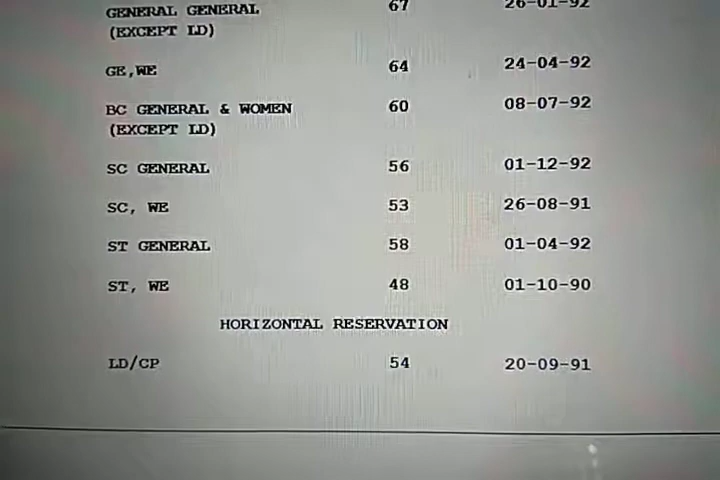 GENERAL GENERAL 67 26-01-92
(EXCEPT LD)
GE,WE 64 24-04-92
BC GENERAL & WOMEN 60 08-07-92
(EXCEPT LD)
SC GENERAL 56 01-12-92
SC, WE 53 26-08-91
ST GENERAL 58 01-04-92
ST, WE 48 01-10-90
HORIZONTAL RESERVATION
LD/CP 54 20-09-91